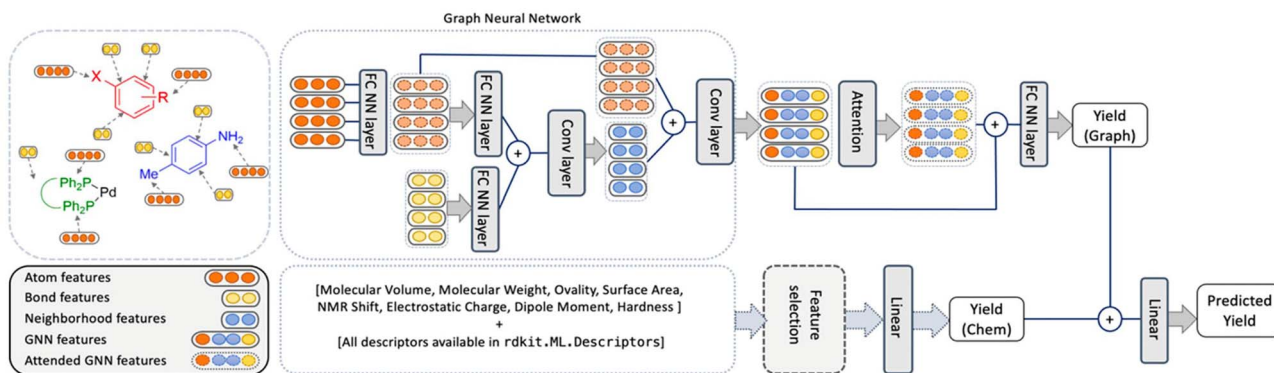 Graph Neural Network
X
R
NH2
Me
Ph2P
Pd
Ph2P
FC NN layer
FC NN layer
FC NN layer
Conv layer
Conv layer
Attention
FC NN layer
Yield
(Graph)
Atom features
Bond features
Neighborhood features
GNN features
Attended GNN features
[Molecular Volume, Molecular Weight, Ovality, Surface Area,
NMR Shift, Electrostatic Charge, Dipole Moment, Hardness ]
+
[All descriptors available in rdkit.ML.Descriptors]
Feature
selection
Linear
Yield
(Chem)
Linear
Predicted
Yield